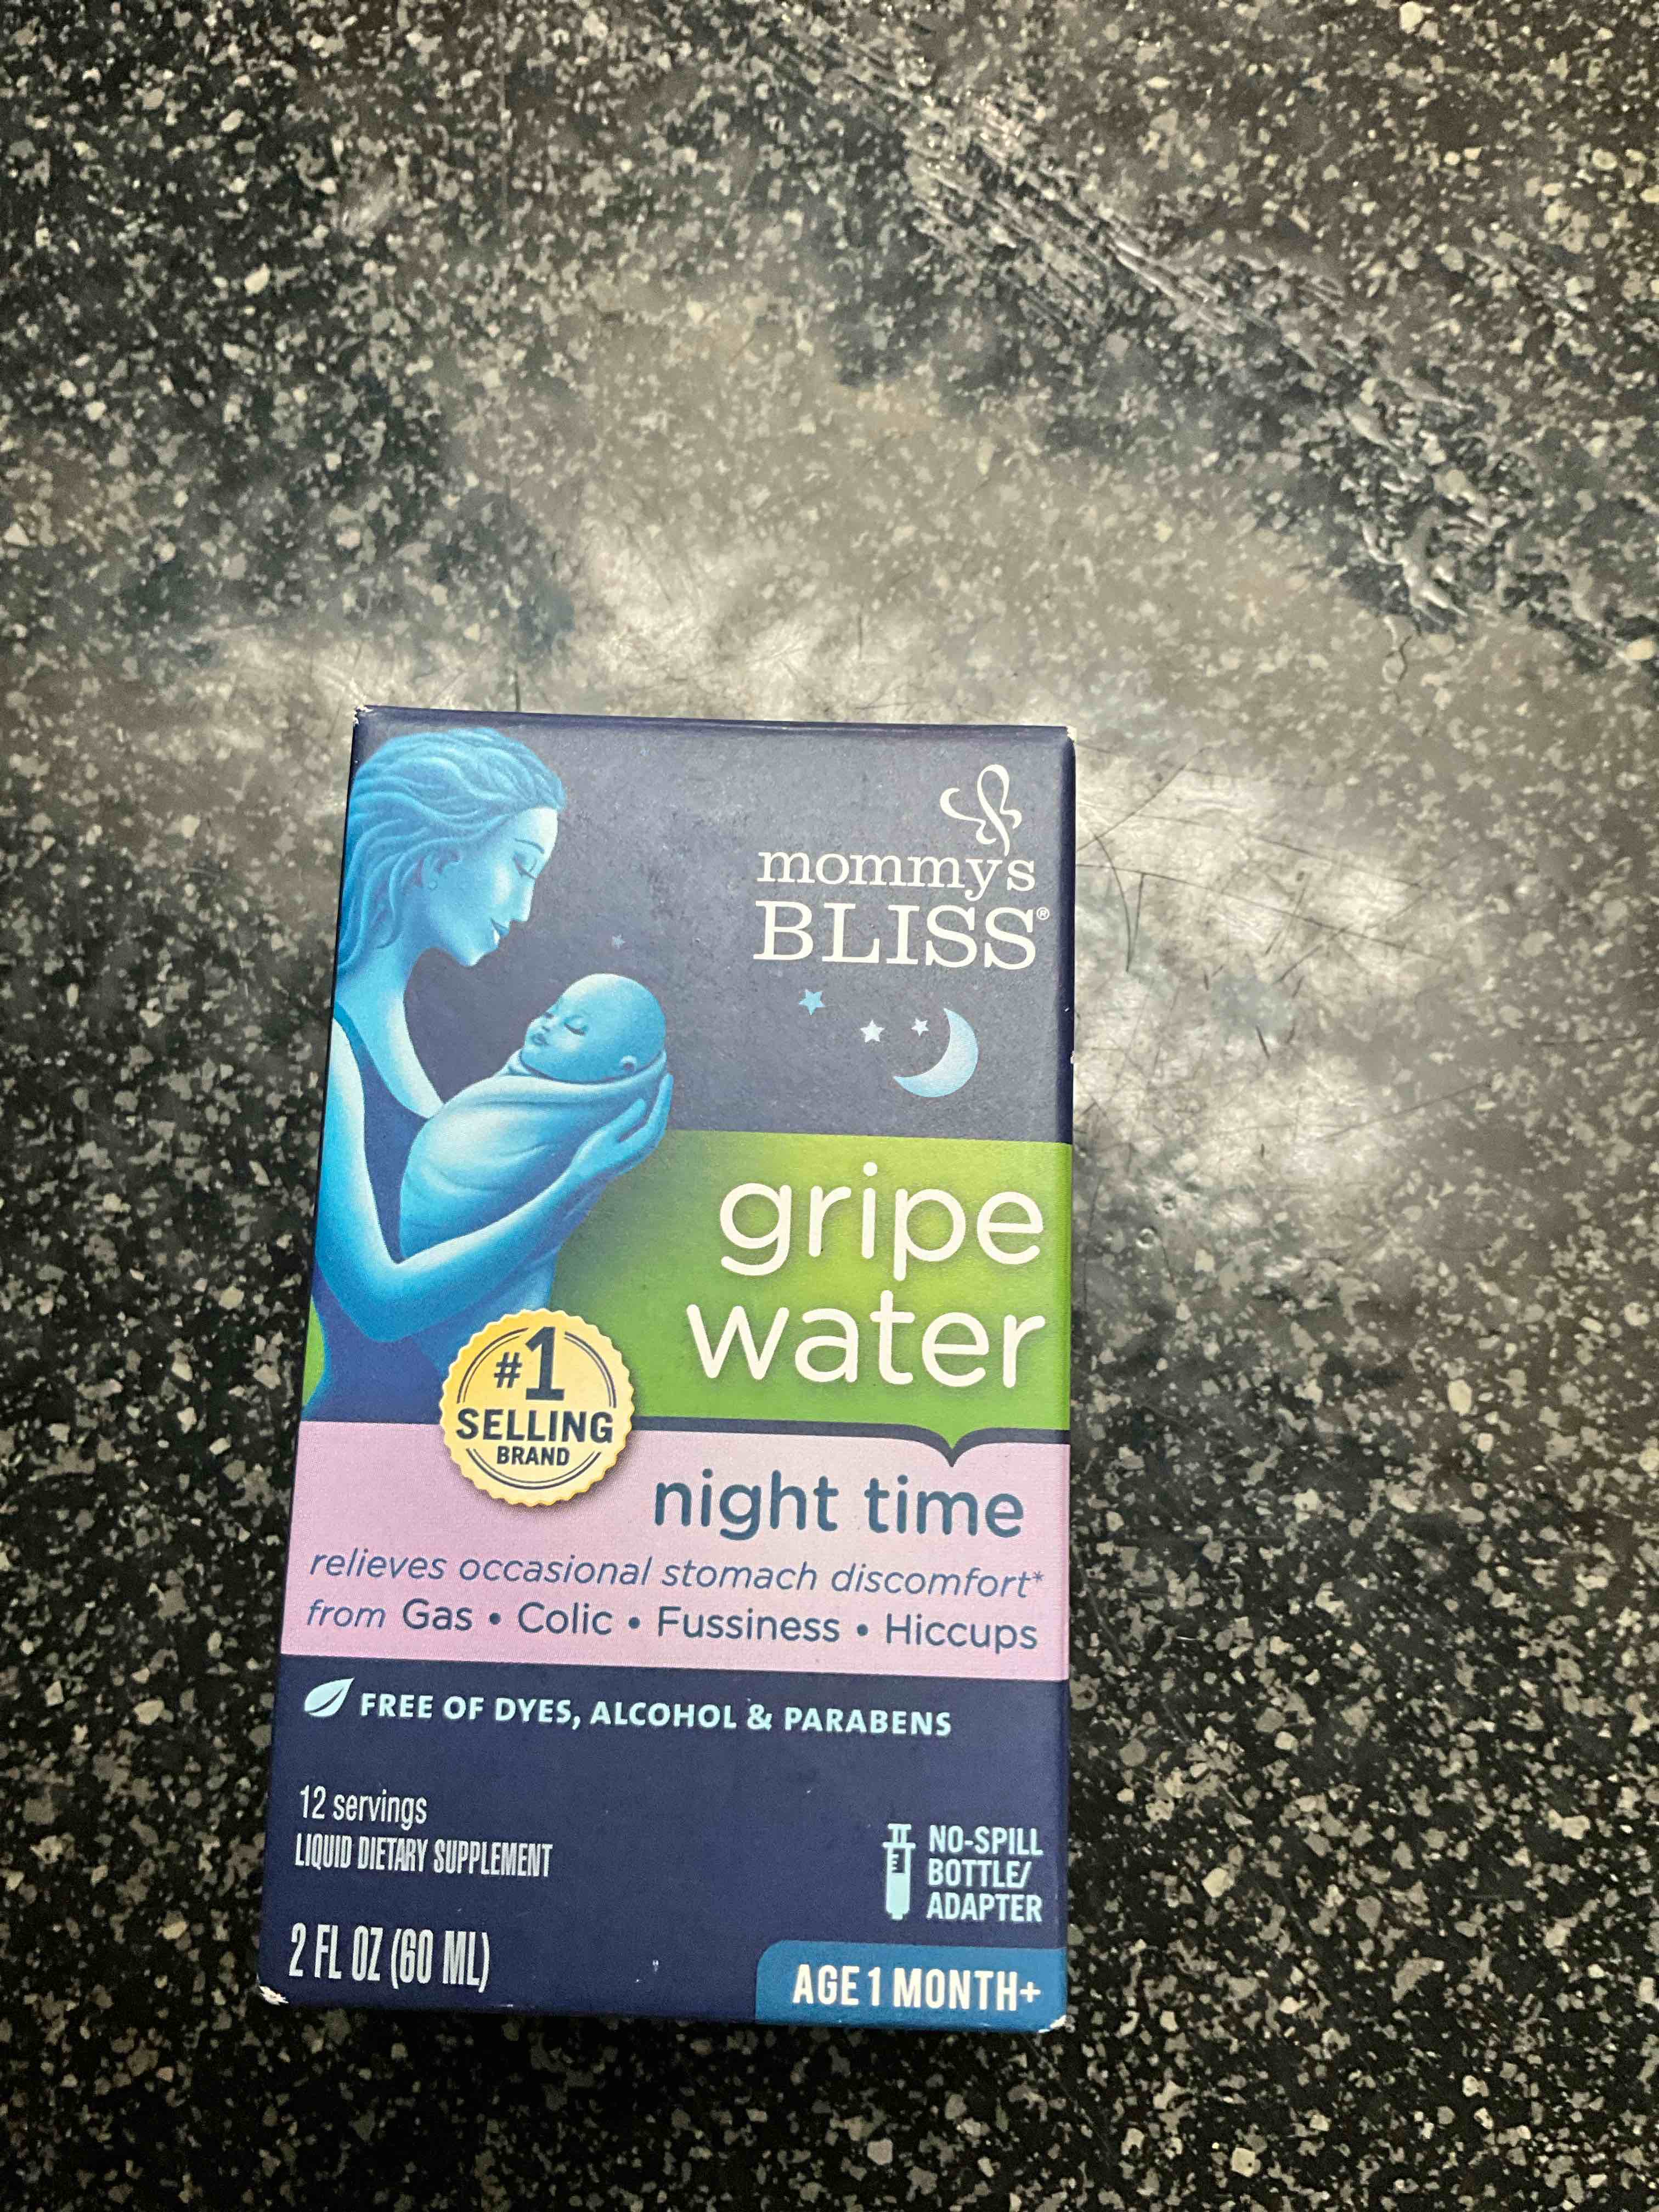 mommy's
BLISS®
gripe
water
#1
SELLING
BRAND
night time
relieves occasional stomach discomfort*
from Gas • Colic • Fussiness • Hiccups
FREE OF DYES, ALCOHOL & PARABENS
12 servings
LIQUID DIETARY SUPPLEMENT
NO-SPILL
BOTTLE/
ADAPTER
2 FL OZ (60 ML)
AGE 1 MONTH+